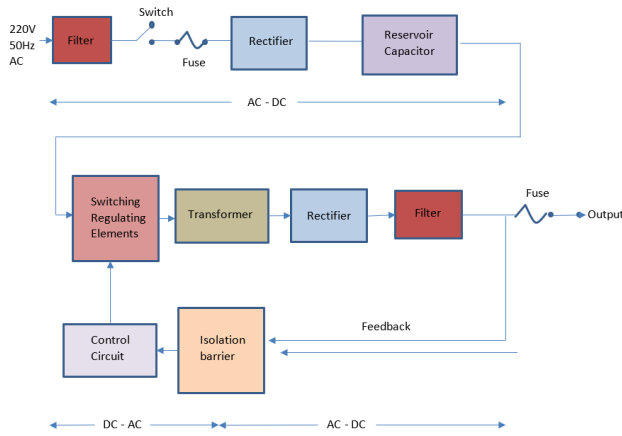 Switch
220V
50Hz
AC
Filter
Fuse
Rectifier
Reservoir
Capacitor
AC - DC
Switching
Regulating
Elements
Transformer
Rectifier
Filter
Fuse
Output
Feedback
Control
Circuit
Isolation
barrier
DC - AC
AC - DC